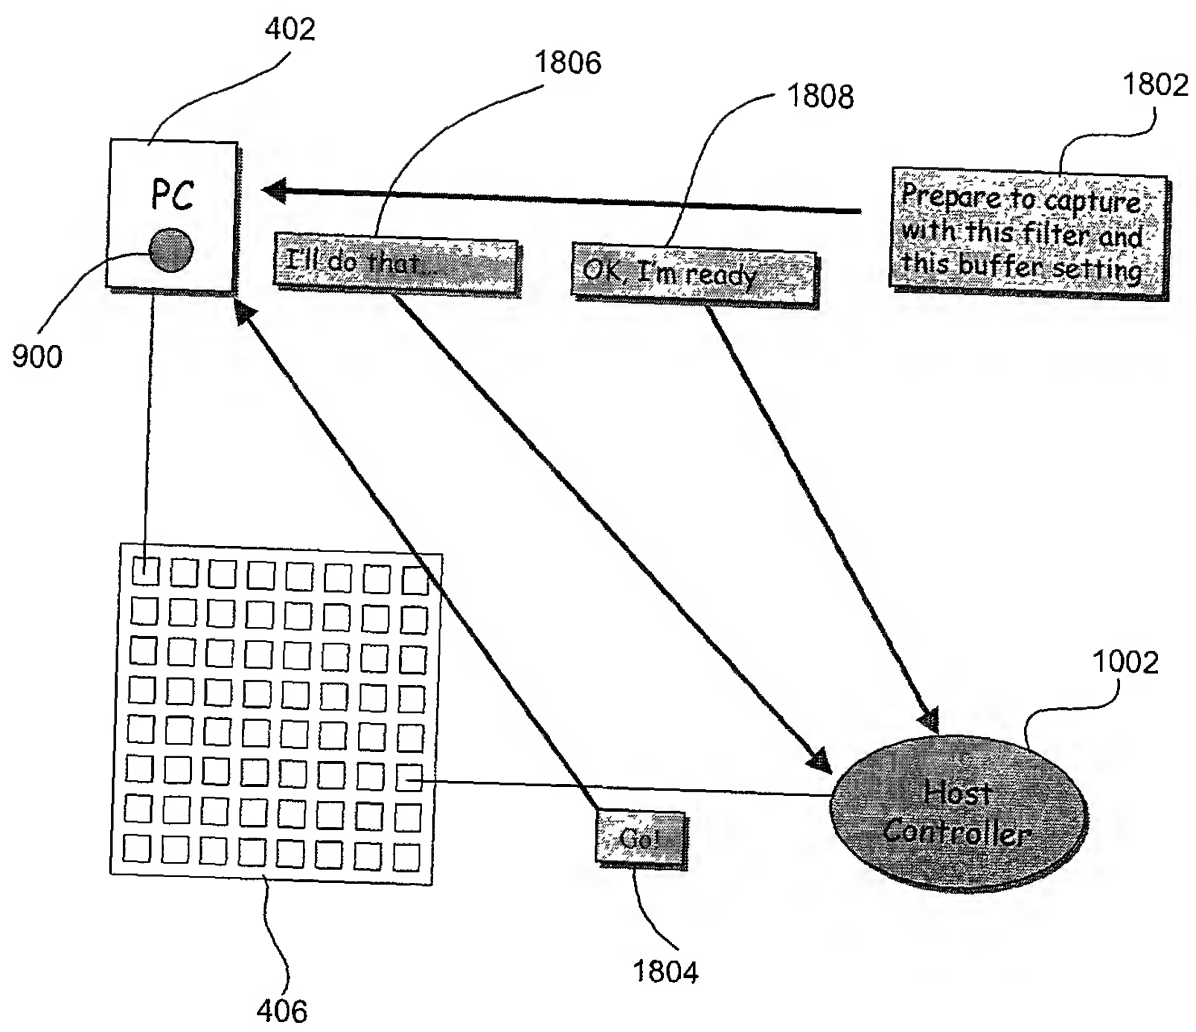 402
1806
1808
1802
PC
Prepare to capture
with this filter and
this buffer setting
I'll do that...
OK, I'm ready
900
1002
Host
Controller
Go!
1804
406